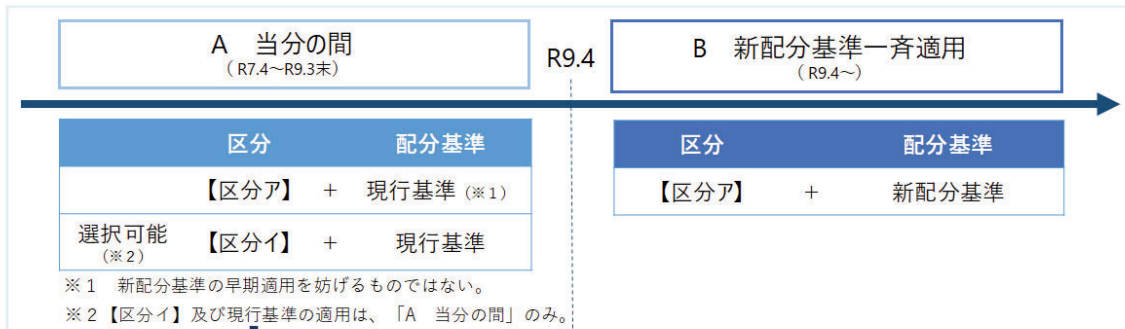 A　当分の間
（R7.4～R9.3末）
R9.4
B　新配分基準一斉適用
（R9.4～）
区分　配分基準
【区分ア】　+　現行基準（※1）
選択可能　【区分イ】　+　現行基準
（※2）
※1　新配分基準の早期適用を妨げるものではない。
※2【区分イ】及び現行基準の適用は、「A　当分の間」のみ。
区分　配分基準
【区分ア】　+　新配分基準